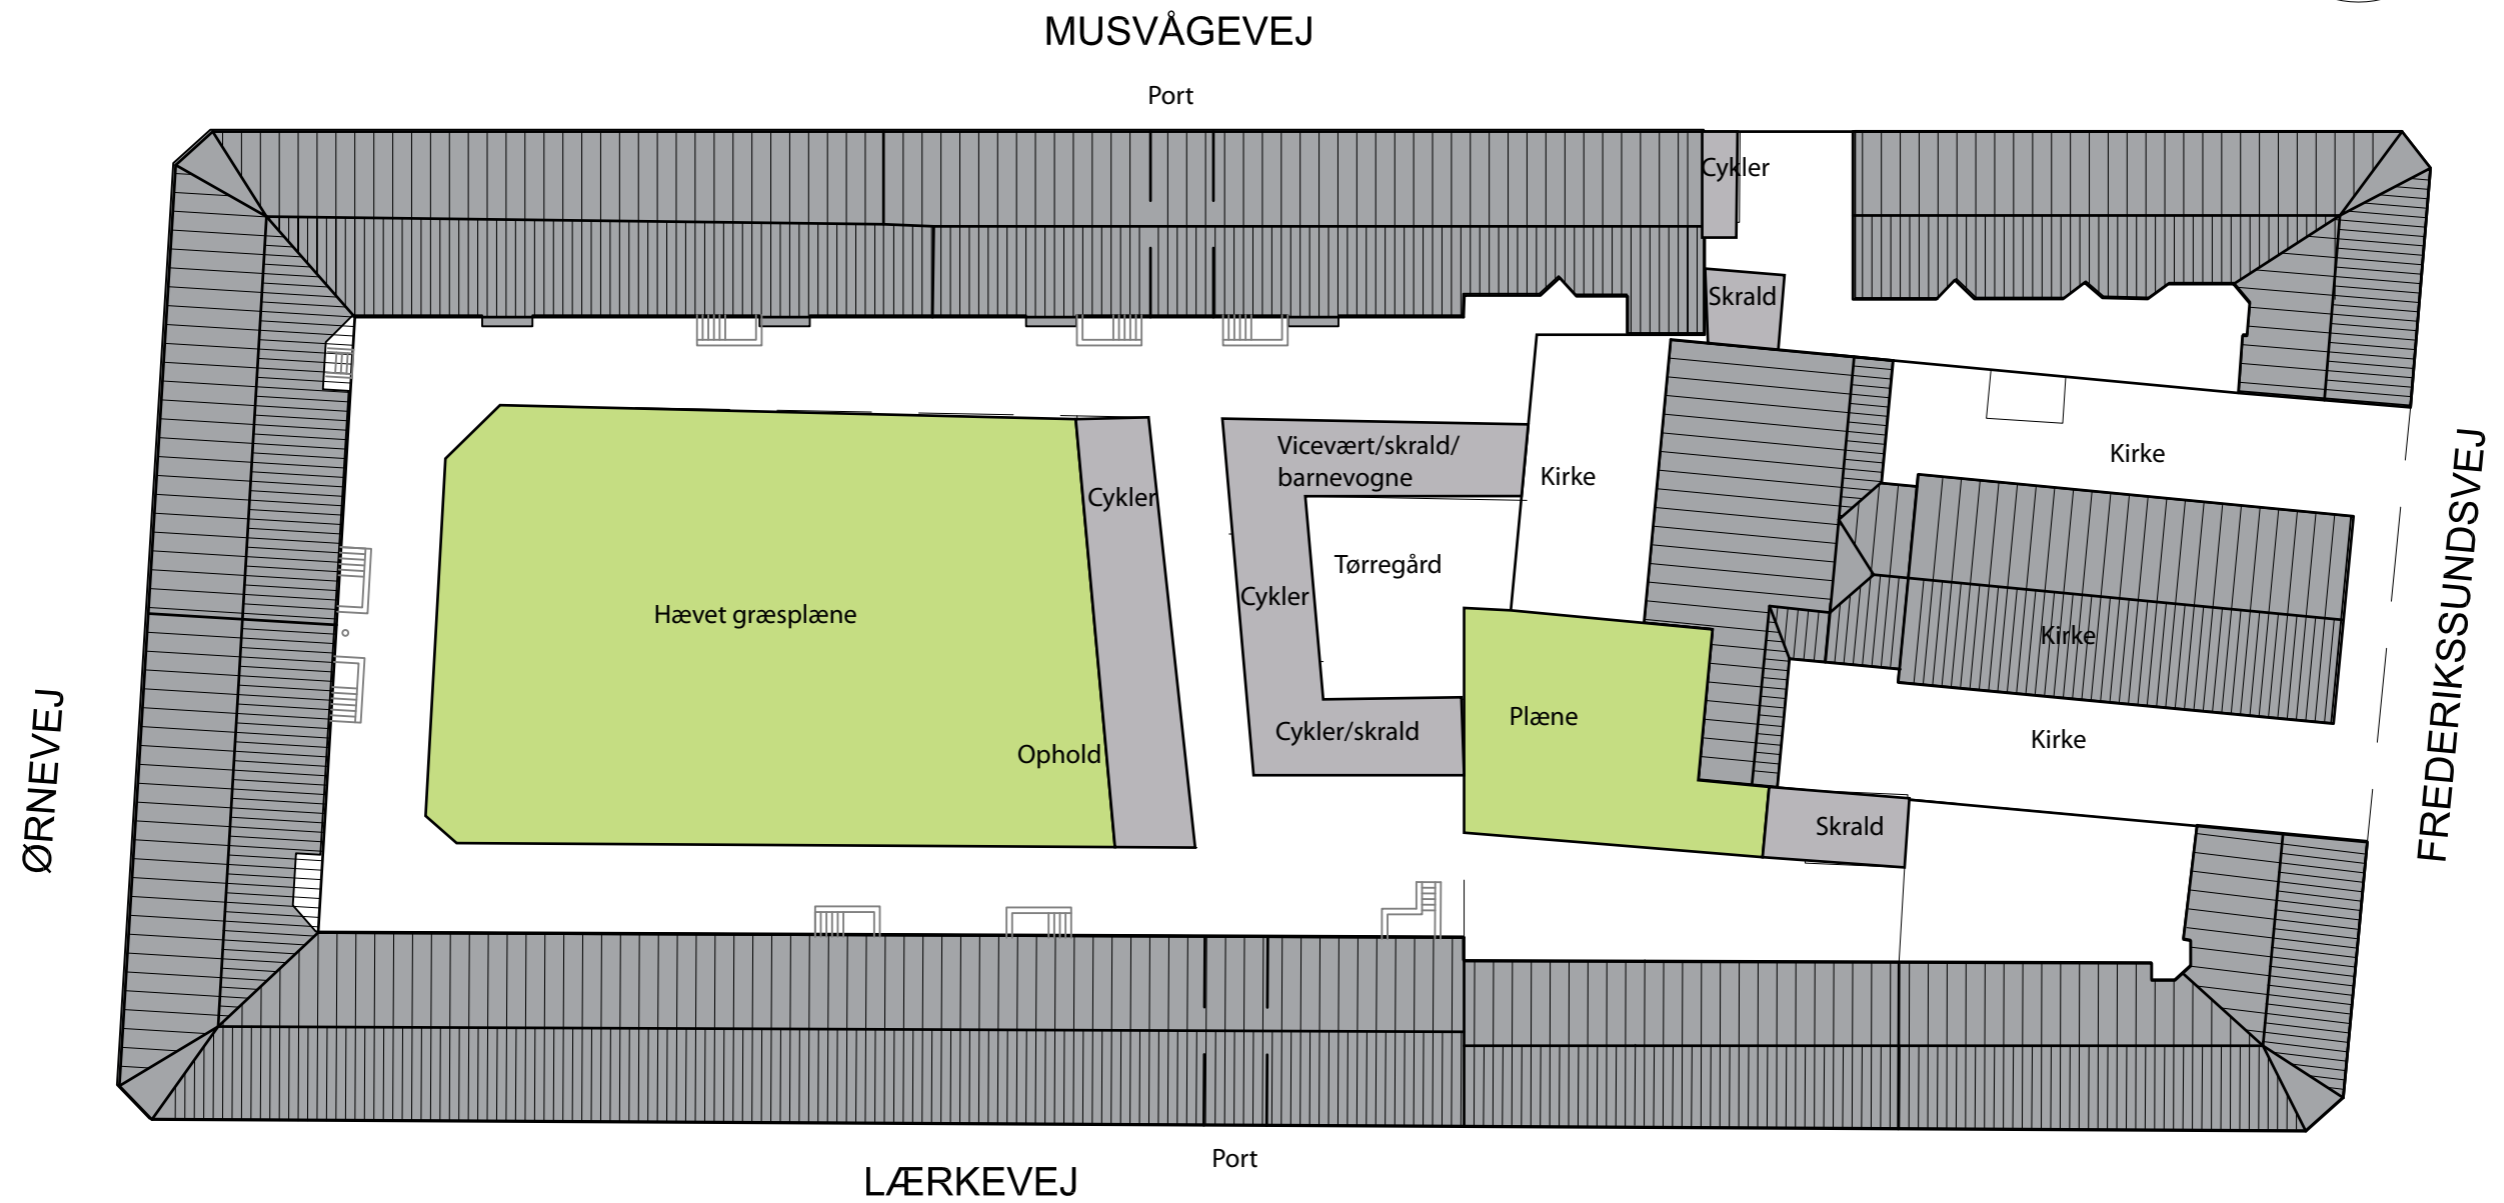 MUSVÅGEVEJ
Port
Cykler
Skrald
Vicevært/skrald/
barnevogne
Kirke
Kirke
Cykler
Tørregård
Cykler
Hævet græsplæne
Kirke
Plæne
Cykler/skrald
Kirke
Ophold
Skrald
ØRNEVEJ
FREDERIKSSUNDSVEJ
Port
LÆRKEVEJ